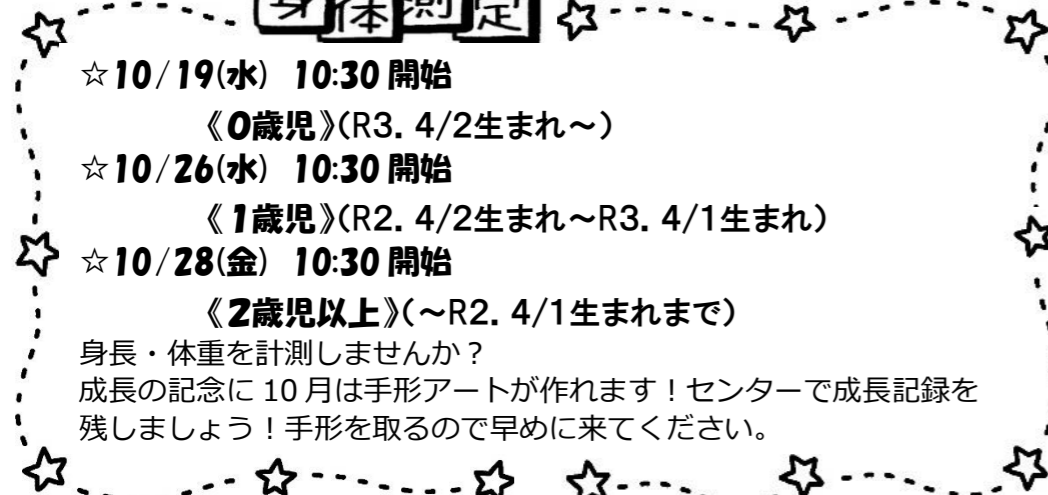 身体測定
☆10/19(水) 10:30開始
《0歳児》(R3.4/2生まれ～)
☆10/26(水) 10:30開始
《1歳児》(R2.4/2生まれ～R3.4/1生まれ)
☆10/28(金) 10:30開始
《2歳児以上》(～R2.4/1生まれまで)
身長・体重を計測しませんか？
成長の記念に10月は手形アートが作れます！センターで成長記録を
残しましょう！手形を取るので早めに来てください。